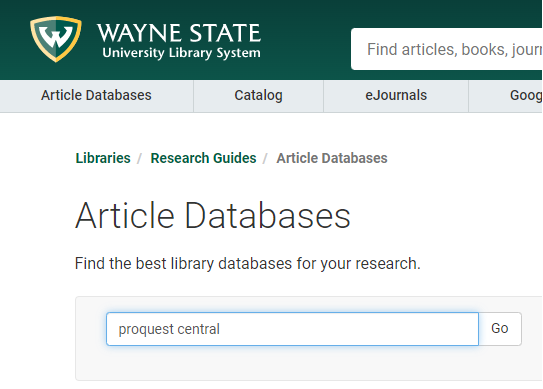 WAYNE STATE
University Library System
Find articles, books, jour
Article Databases
Catalog
eJournals
Goog
Libraries / Research Guides / Article Databases
Article Databases
Find the best library databases for your research.
proquest central
Go